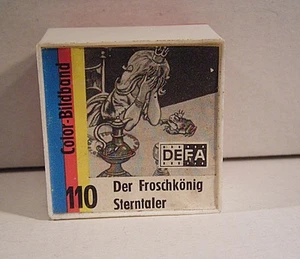 Color-Bildband
DEFA
110 Der Froschkönig
Sterntaler